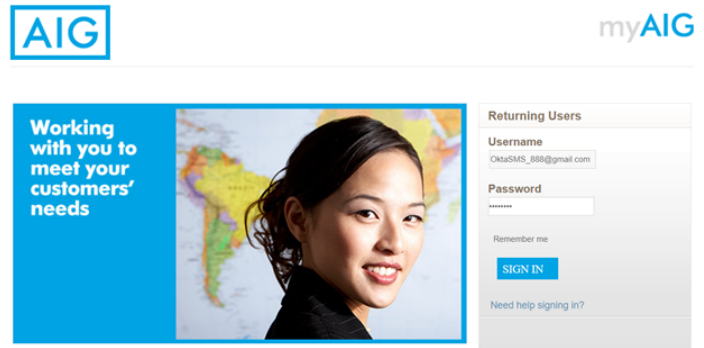 AIG
myAIG
Working
with you to
meet your
customers'
needs
Returning Users
Username
OktaSMS_888@gmail.com
Password
••••••••
Remember me
SIGN IN
Need help signing in?